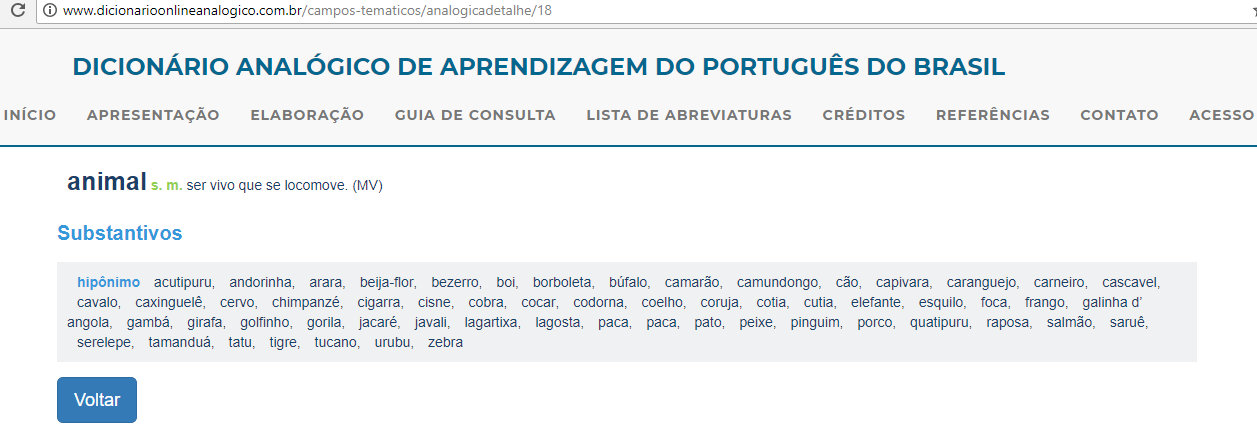 www.dicionarioonlineanalogico.com.br/campos-tematicos/analogicadetalhe/18
DICIONÁRIO ANALÓGICO DE APRENDIZAGEM DO PORTUGUÊS DO BRASIL
INÍCIO APRESENTAÇÃO ELABORAÇÃO GUIA DE CONSULTA LISTA DE ABREVIATURAS CRÉDITOS REFERÊNCIAS CONTATO ACESSO
animal s. m. ser vivo que se locomove. (MV)
Substantivos
hipônimo acutipuru, andorinha, arara, beija-flor, bezerro, boi, borboleta, búfalo, camarão, camundongo, cão, capivara, caranguejo, carneiro, cascavel,
cavalo, caxinguelê, cervo, chimpanzé, cigarra, cisne, cobra, cocar, codorna, coelho, coruja, cotia, cutia, elefante, esquilo, foca, frango, galinha d’
angola, gambá, girafa, golfinho, gorila, jacaré, javali, lagartixa, lagosta, paca, paca, pato, peixe, pinguim, porco, quatipuru, raposa, salmão, saruê,
serelepe, tamanduá, tatu, tigre, tucano, urubu, zebra
Voltar